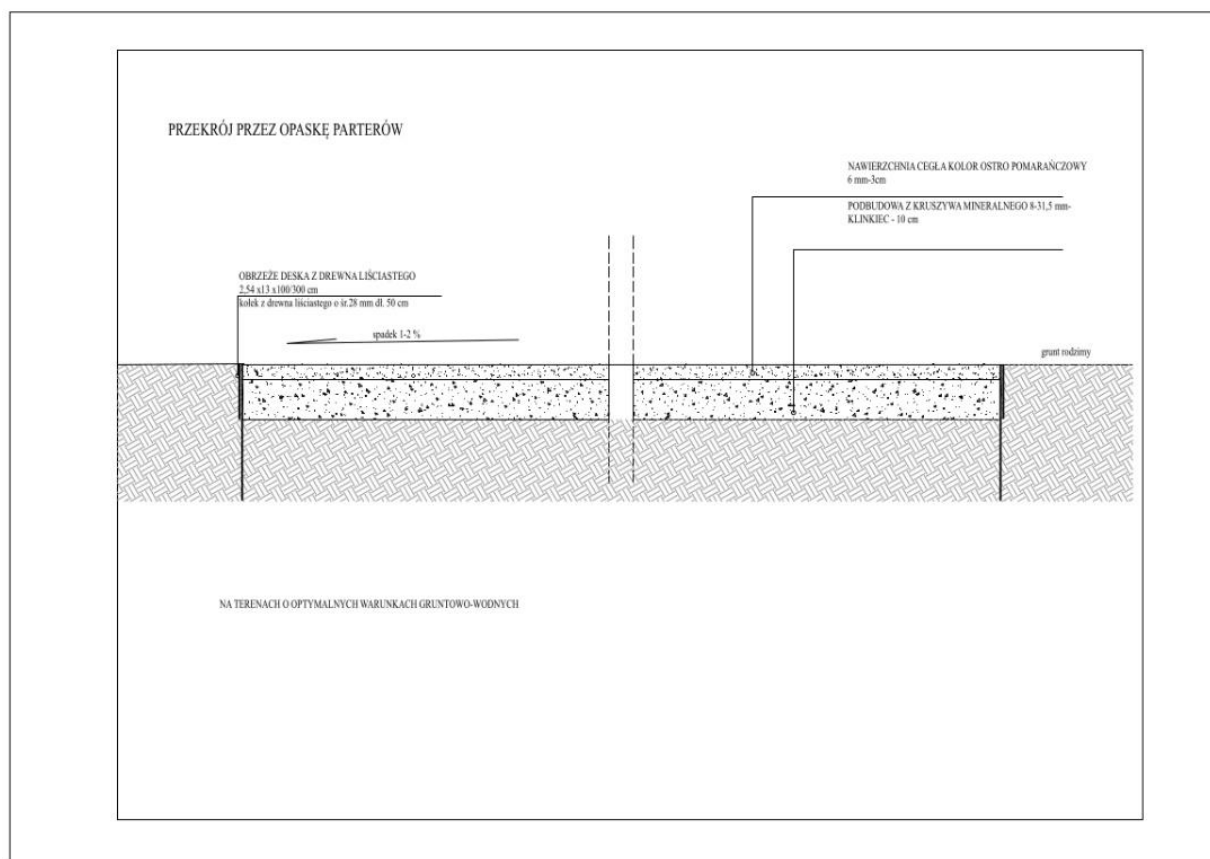 PRZEKRÓJ PRZEZ OPASKĘ PARTERÓW
NAWIERZCHNIA CEGŁA KOLOR OSTRO POMARAŃCZOWY
6 mm-3cm
PODBUDOWA Z KRUSZYWA MINERALNEGO 8-31,5 mm-
KLINKIEC - 10 cm
OBRZEŻE DESKA Z DREWNA LIŚCIASTEGO
2,54 x13 x100/300 cm
kołek z drewna liściastego o śr.28 mm dł. 50 cm
spadek 1-2 %
grunt rodzimy
NA TERENACH O OPTYMALNYCH WARUNKACH GRUNTOWO-WODNYCH